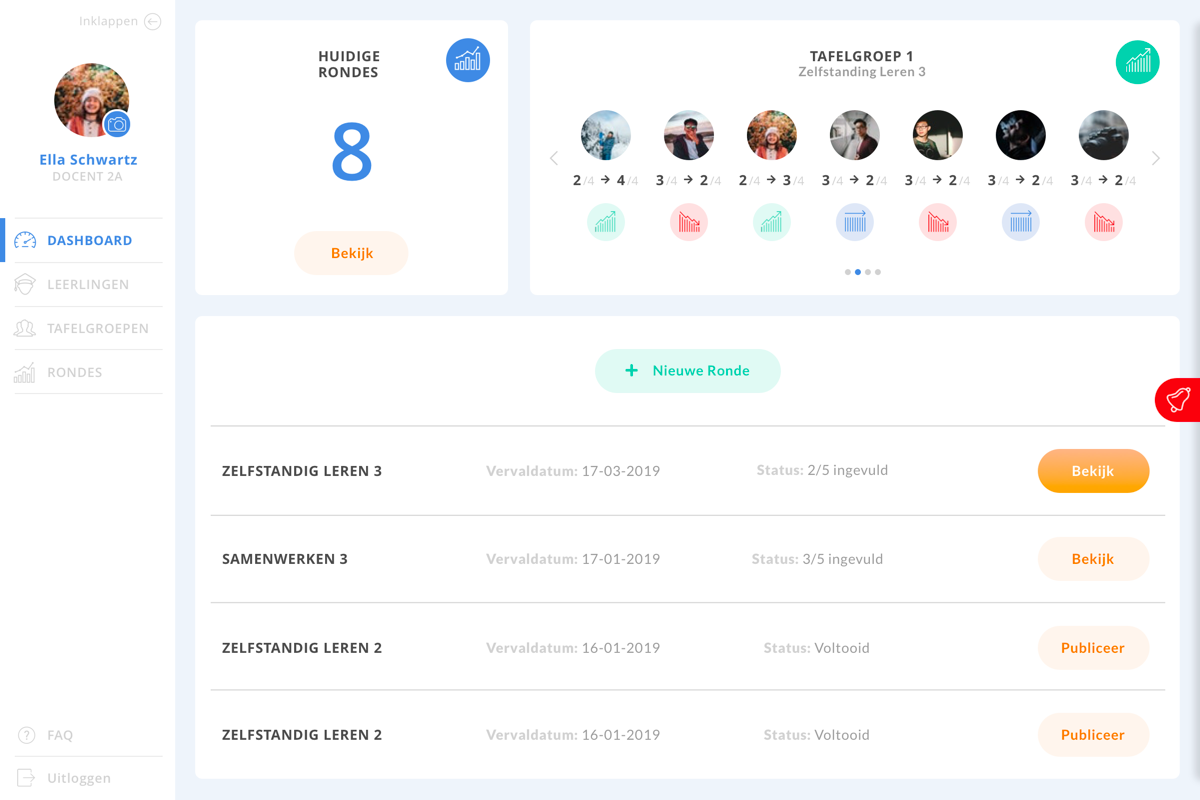 Inklappen
Ella Schwartz
DOCENT 2A
DASHBOARD
LEERLINGEN
TAFELGROEPEN
RONDES
FAQ
Uitloggen
HUIDIGE
RONDES
8
Bekijk
TAFELGROEP 1
Zelfstanding Leren 3
2/4 → 4/4 3/4 → 2/4 2/4 → 3/4 3/4 → 2/4 3/4 → 2/4 3/4 → 2/4 3/4 → 2/4
+ Nieuwe Ronde
ZELFSTANDIG LEREN 3 Vervaldatum: 17-03-2019 Status: 2/5 ingevuld Bekijk
SAMENWERKEN 3 Vervaldatum: 17-01-2019 Status: 3/5 ingevuld Bekijk
ZELFSTANDIG LEREN 2 Vervaldatum: 16-01-2019 Status: Voltooid Publiceer
ZELFSTANDIG LEREN 2 Vervaldatum: 16-01-2019 Status: Voltooid Publiceer